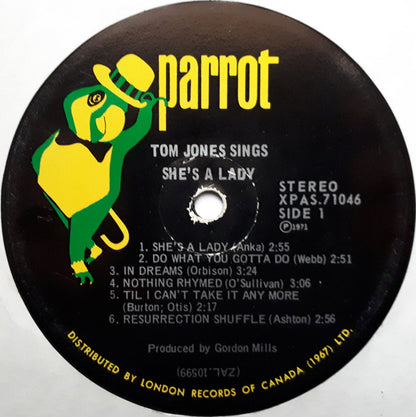 parrot
TOM JONES SINGS
SHE'S A LADY
STEREO
XPAS.71046
SIDE 1
Ⓟ1971
1. SHE'S A LADY (Anka) 2:55
2. DO WHAT YOU GOTTA DO (Webb) 2:51
3. IN DREAMS (Orbison) 3:24
4. NOTHING RHYMED (O'Sullivan) 3:06
5. TIL I CAN'T TAKE IT ANY MORE
(Burton; Otis) 2:17
6. RESURRECTION SHUFFLE (Ashton) 2:56
Produced by Gordon Mills
(ZAL.10599)
DISTRIBUTED BY LONDON RECORDS OF CANADA (1967) LTD.